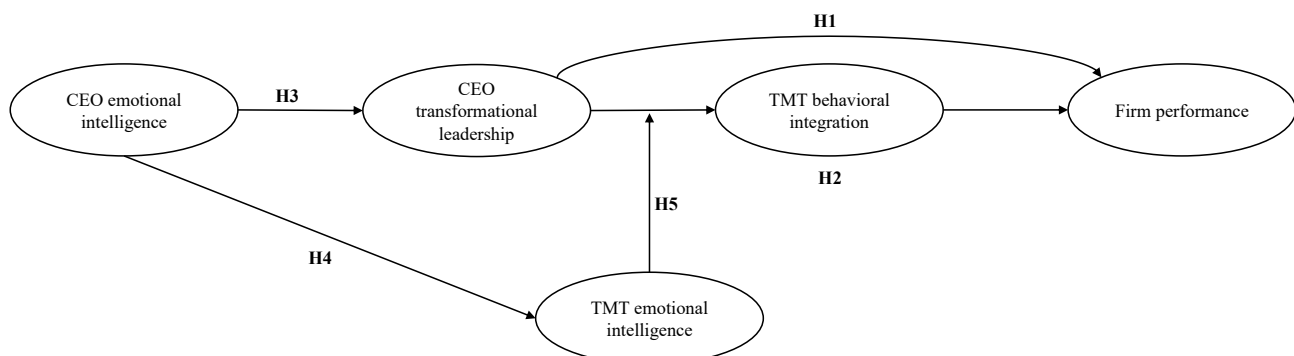 H1
CEO emotional
intelligence
H3
CEO
transformational
leadership
TMT behavioral
integration
Firm performance
H2
H5
H4
TMT emotional
intelligence